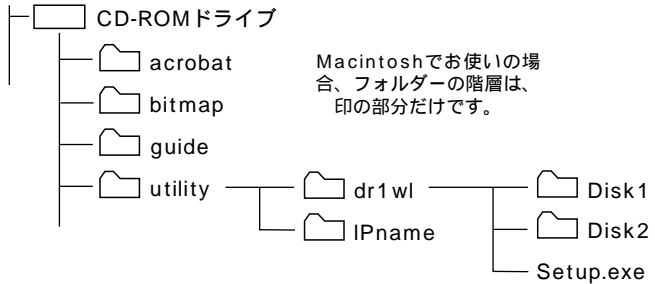 CD-ROMドライブ
acrobat
Macintoshでお使いの場
合、フォルダーの階層は、
印の部分だけです。
bitmap
guide
utility
dr1wl
Disk1
IPname
Disk2
Setup.exe